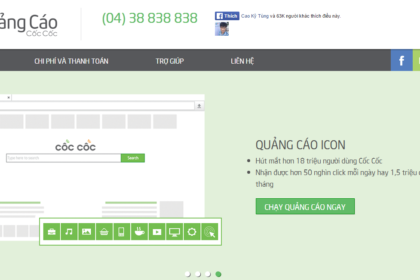 ảng Cáo
Cốc Cốc
(04) 38 838 838
Thích
Cao Kỳ Tùng và 63K người khác thích điều này.
CHI PHÍ VÀ THANH TOÁN
TRỢ GIÚP
LIÊN HỆ
f
cốc cốc
Search
QUẢNG CÁO ICON
Hút mắt hơn 18 triệu người dùng Cốc Cốc
Nhận được hơn 50 nghìn click mỗi ngày hay 1,5 triệu
tháng
CHẠY QUẢNG CÁO NGAY